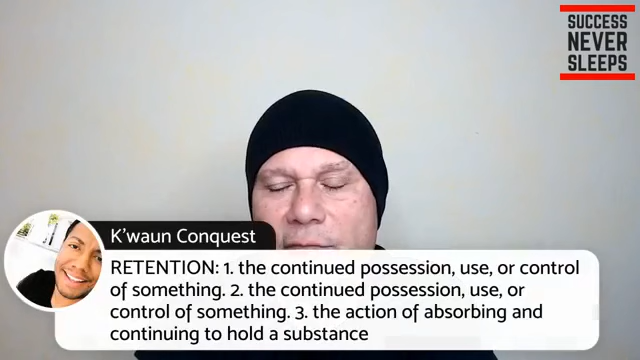 SUCCESS
NEVER
SLEEPS
K'waun Conquest
RETENTION: 1. the continued possession, use, or control
of something. 2. the continued possession, use, or
control of something. 3. the action of absorbing and
continuing to hold a substance